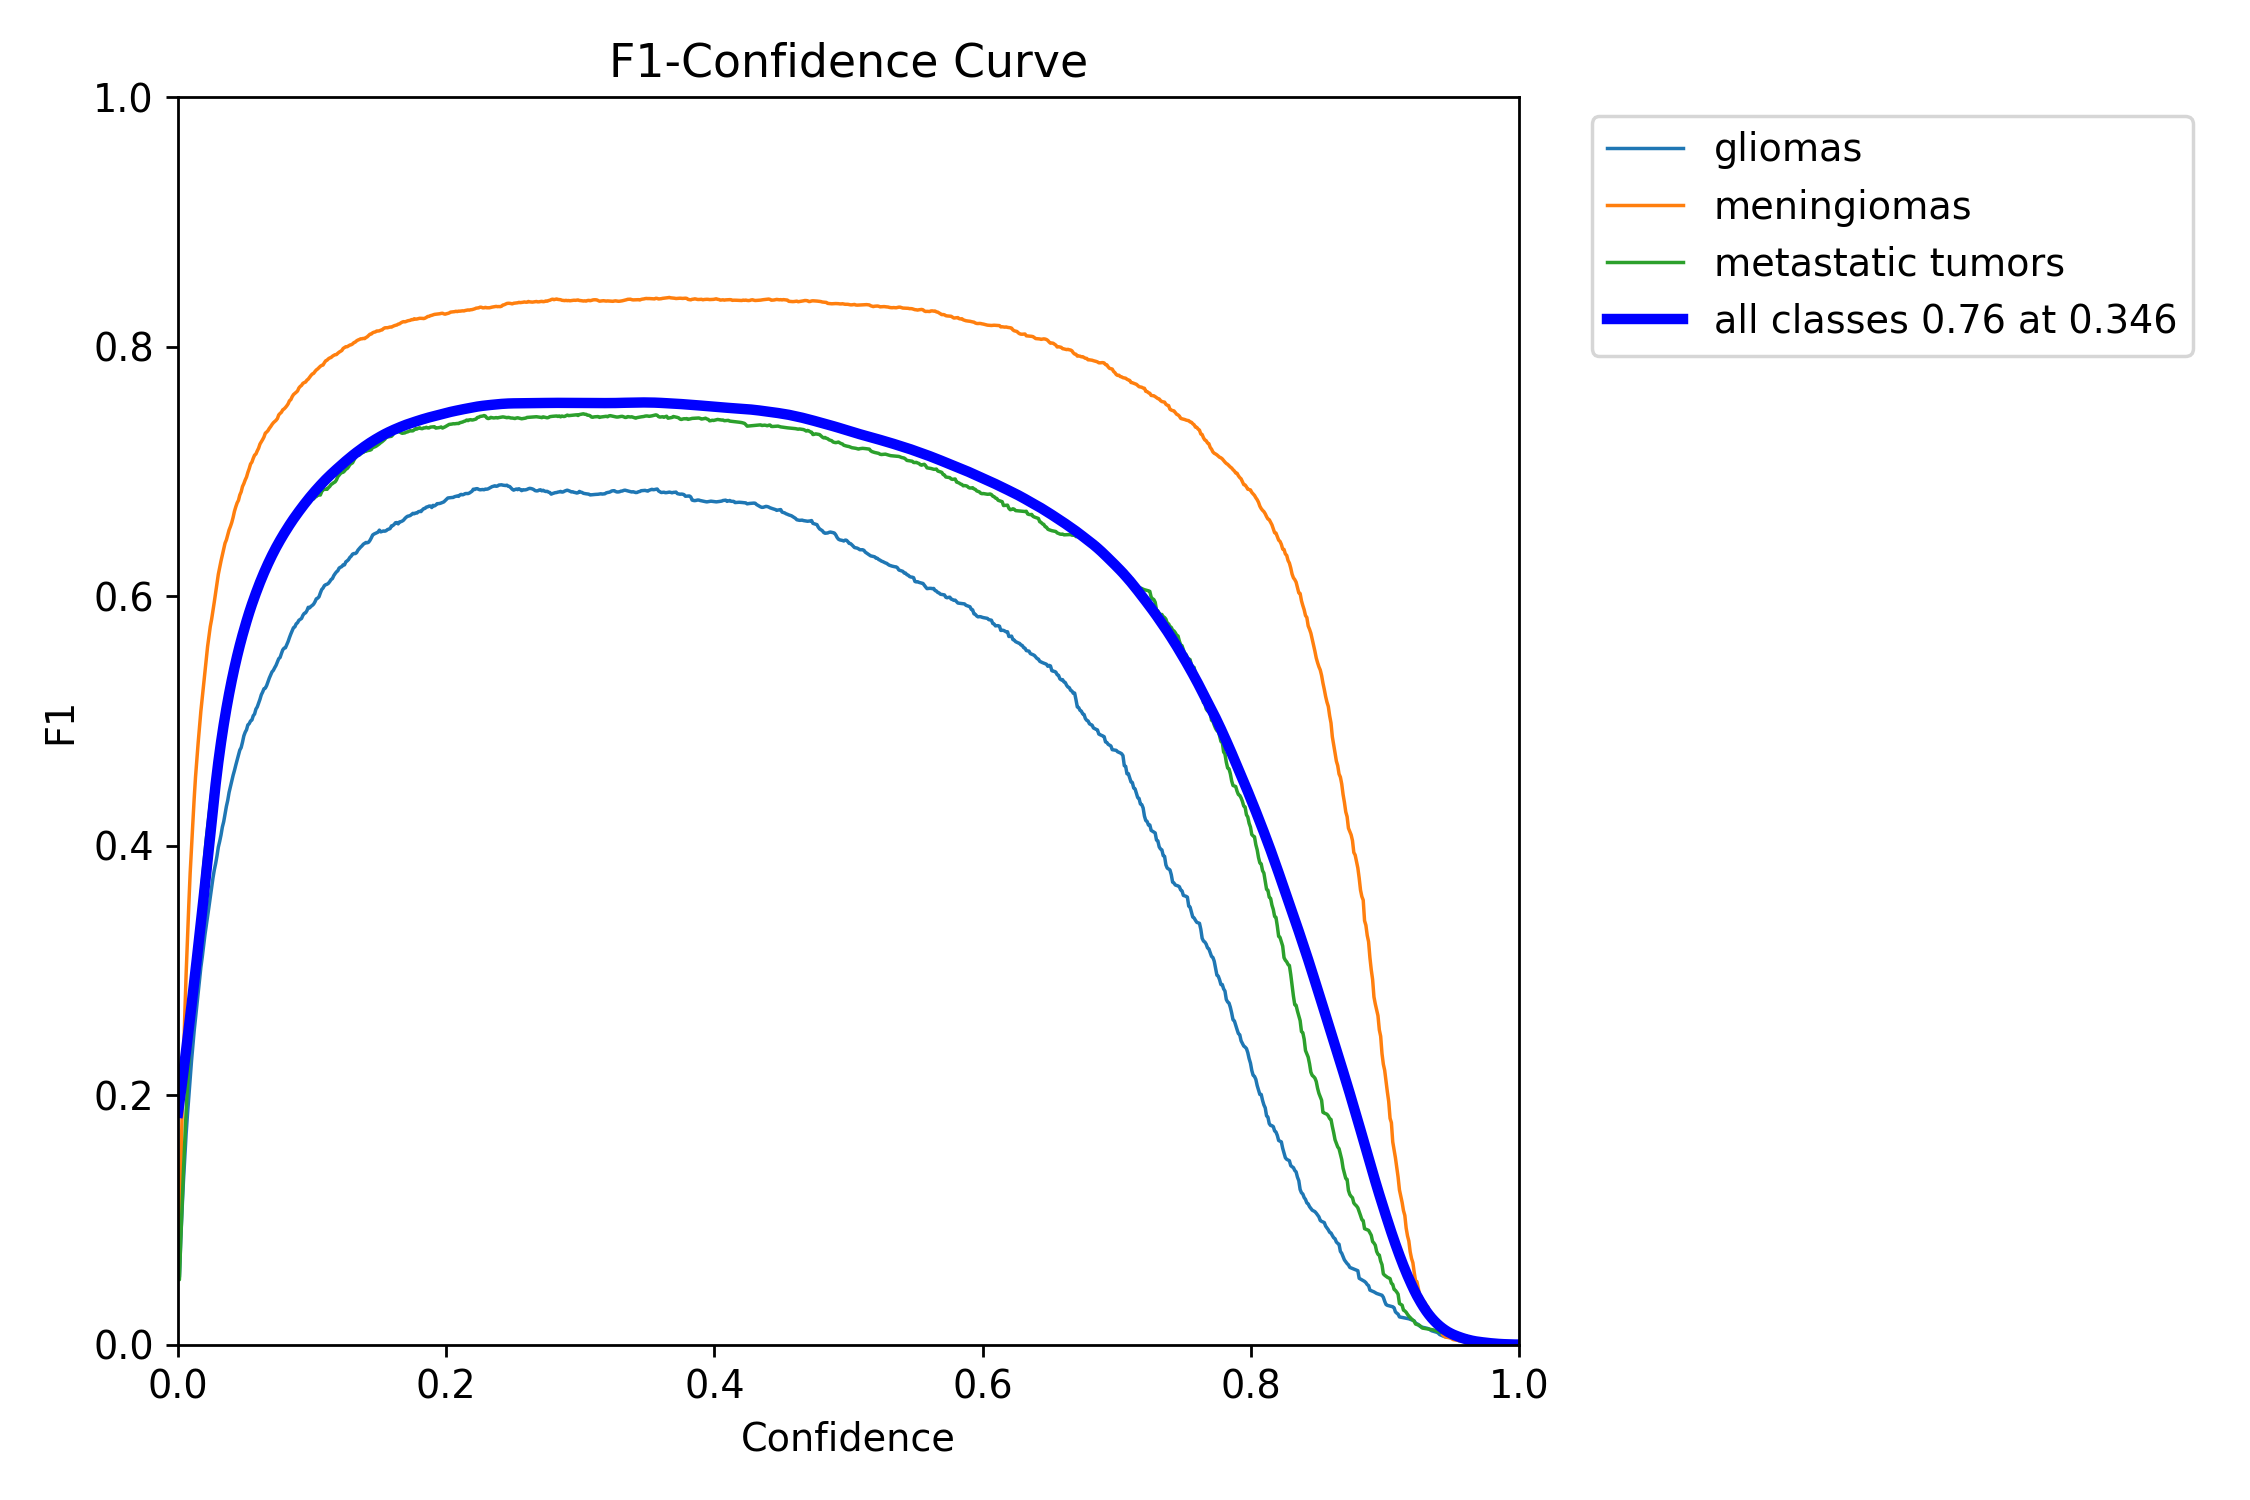 F1-Confidence Curve
1.0
0.8
0.6
0.4
0.2
0.0
F1
0.0 0.2 0.4 0.6 0.8 1.0
Confidence
gliomas
meningiomas
metastatic tumors
all classes 0.76 at 0.346